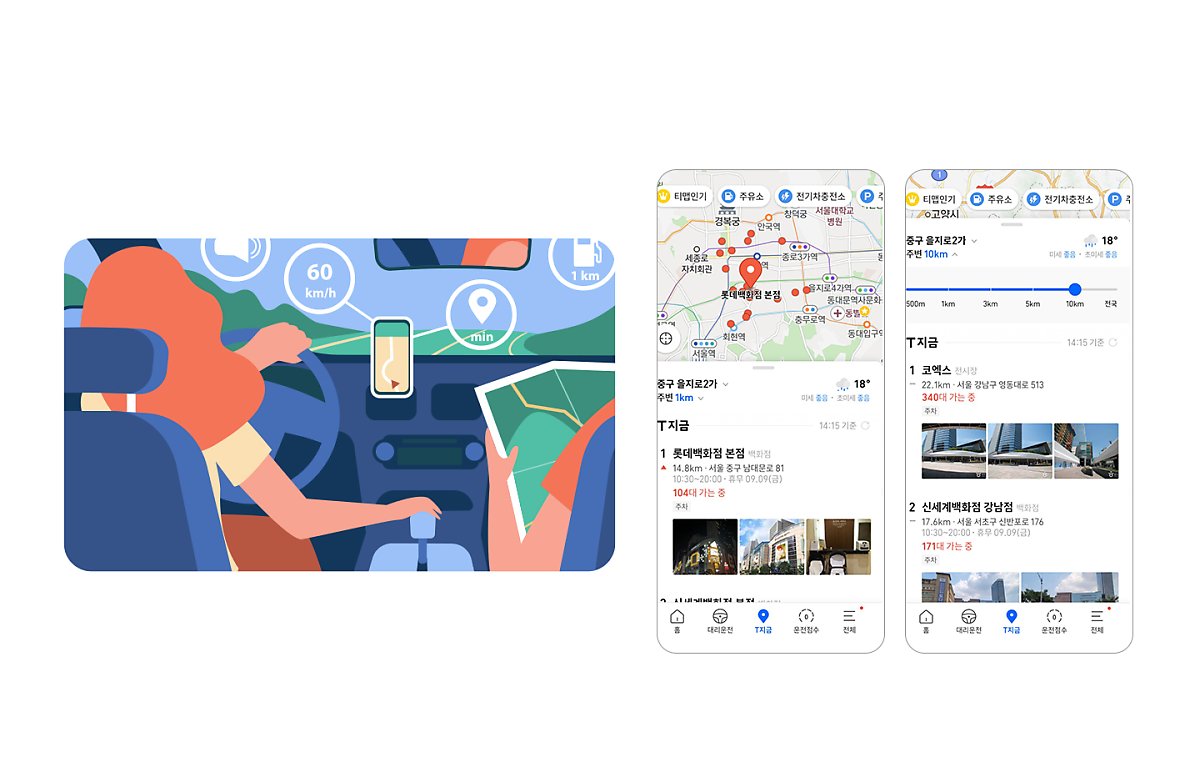 60
km/h
1 km
min
티맵인기
주유소
전기차충전소
P
경복궁
안국역
창덕궁
서울대학교
병원
세종로
자치회관
종로3가역
롯데백화점 본점
을지로4가역
동대문역사문화
충무로역
동대입구역
회현역
서울역
중구 을지로2가
18°
주변 1km
미세 좋음 · 초미세 좋음
T지금
14:15 기준
1 롯데백화점 본점 백화점
14.8km · 서울 중구 남대문로 81
10:30~20:00 · 휴무 09.09(금)
104대 가는 중
주차
홈
대리운전
T지금
운전점수
전체
1
티맵인기
주유소
전기차충전소
P
고양시
중구 을지로2가
18°
주변 10km
미세 좋음 · 초미세 좋음
500m 1km 3km 5km 10km 전국
T지금
14:15 기준
1 코엑스 전시장
22.1km · 서울 강남구 영동대로 513
340대 가는 중
주차
2 신세계백화점 강남점 백화점
17.6km · 서울 서초구 신반포로 176
10:30~20:00 · 휴무 09.09(금)
171대 가는 중
주차
홈
대리운전
T지금
운전점수
전체